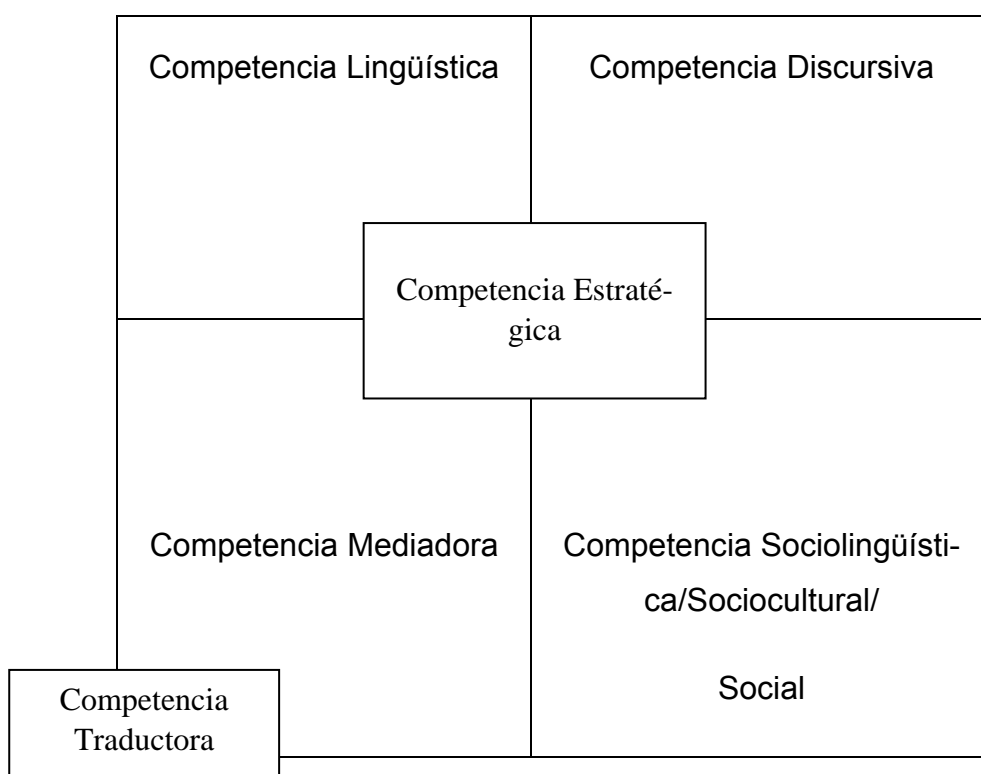 Competencia Lingüística
Competencia Discursiva
Competencia Estraté-
gica
Competencia Mediadora
Competencia Sociolingüísti-
ca/Sociocultural/
Social
Competencia
Traductora